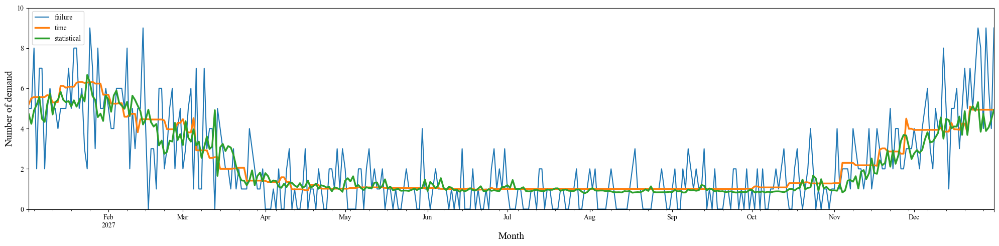 10
8
6
4
2
0
Number of demand
failure
time
statistical
Feb
2027
Mar
Apr
May
Jun
Jul
Aug
Sep
Oct
Nov
Dec
Month